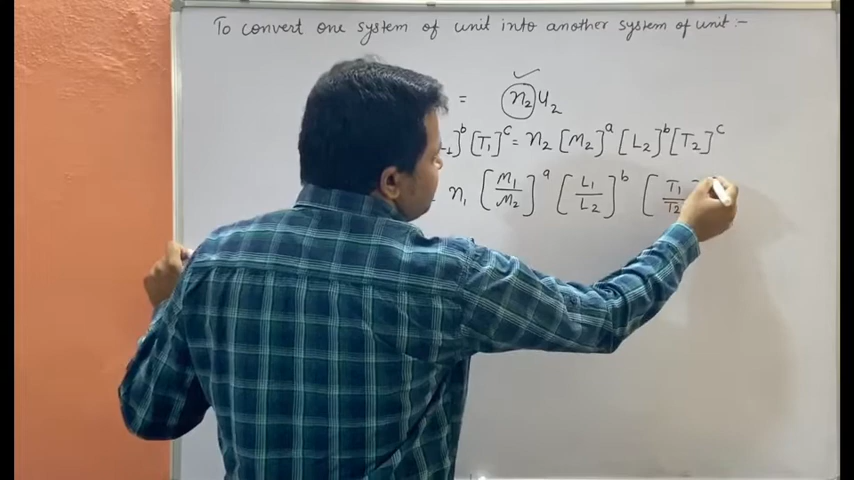 To convert one system of unit into another system of unit :-
= n₂u₂
]ᵇ [T₁]ᶜ = n₂ [M₂]ᵃ [L₂]ᵇ [T₂]ᶜ
n₁ [M₁/M₂]ᵃ [L₁/L₂]ᵇ [T₁/T₂